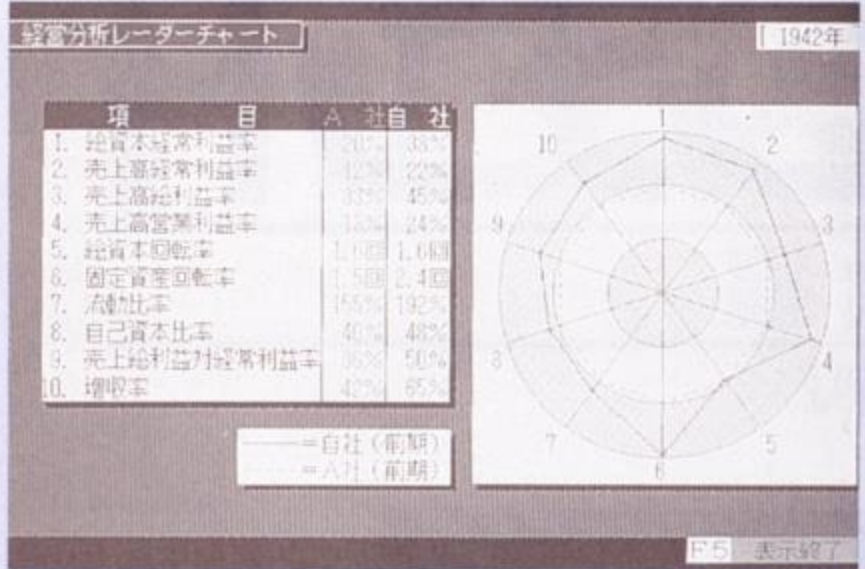 経営分析レーダーチャート
1942年
項 目 A 社 自 社
1. 総資本経常利益率 20% 33%
2. 売上高経常利益率 12% 22%
3. 売上高総利益率 33% 45%
4. 売上高営業利益率 13% 24%
5. 総資本回転率 1.6回 1.6回
6. 固定資産回転率 1.5回 2.4回
7. 流動比率 155% 192%
8. 自己資本比率 40% 48%
9. 売上総利益対経常利益率 36% 50%
10. 増収率 42% 65%
=自社(前期)
=A社(前期)
1
2
3
4
5
6
7
8
9
10
F5 表示終了